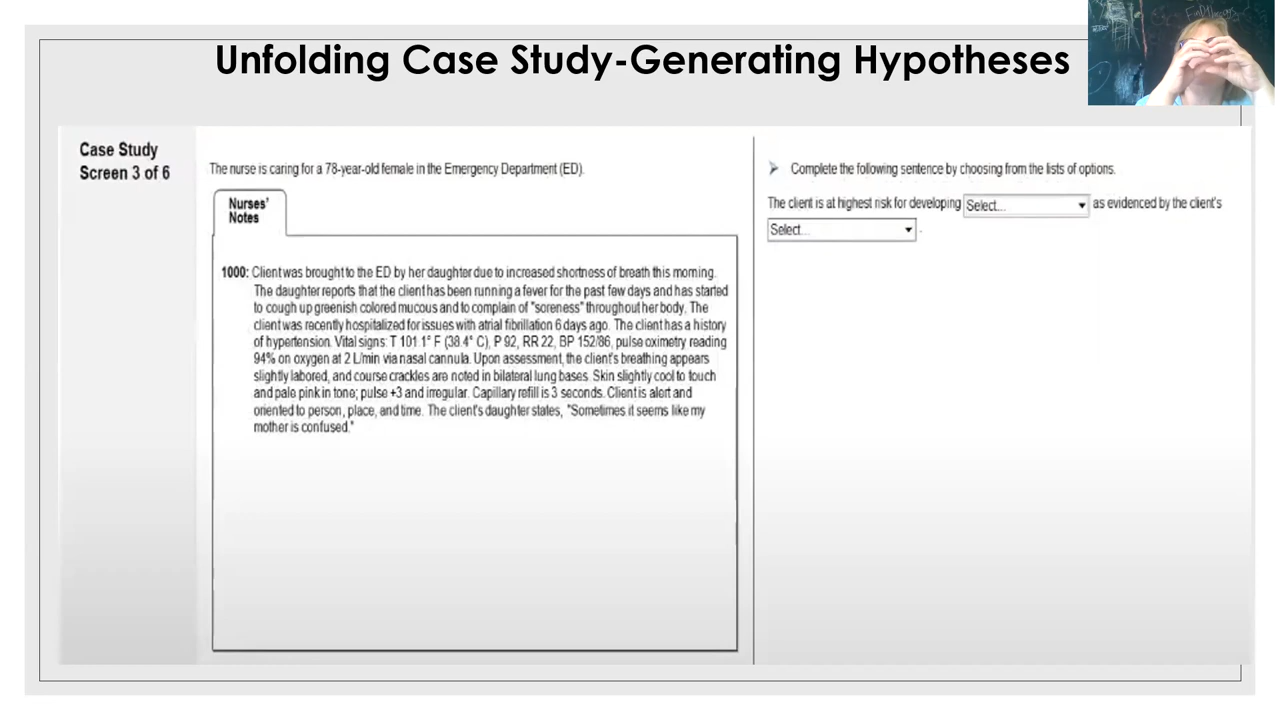 Unfolding Case Study-Generating Hypotheses
Case Study
Screen 3 of 6
The nurse is caring for a 78-year-old female in the Emergency Department (ED).
Nurses'
Notes
1000: Client was brought to the ED by her daughter due to increased shortness of breath this morning.
The daughter reports that the client has been running a fever for the past few days and has started
to cough up greenish colored mucous and to complain of "soreness" throughout her body. The
client was recently hospitalized for issues with atrial fibrillation 6 days ago. The client has a history
of hypertension. Vital signs: T 101.1° F (38.4° C), P 92, RR 22, BP 152/86, pulse oximetry reading
94% on oxygen at 2 L/min via nasal cannula. Upon assessment, the client's breathing appears
slightly labored, and course crackles are noted in bilateral lung bases. Skin slightly cool to touch
and pale pink in tone; pulse +3 and irregular. Capillary refill is 3 seconds. Client is alert and
oriented to person, place, and time. The client's daughter states, "Sometimes it seems like my
mother is confused."
➤ Complete the following sentence by choosing from the lists of options.
The client is at highest risk for developing Select... as evidenced by the client's
Select... .